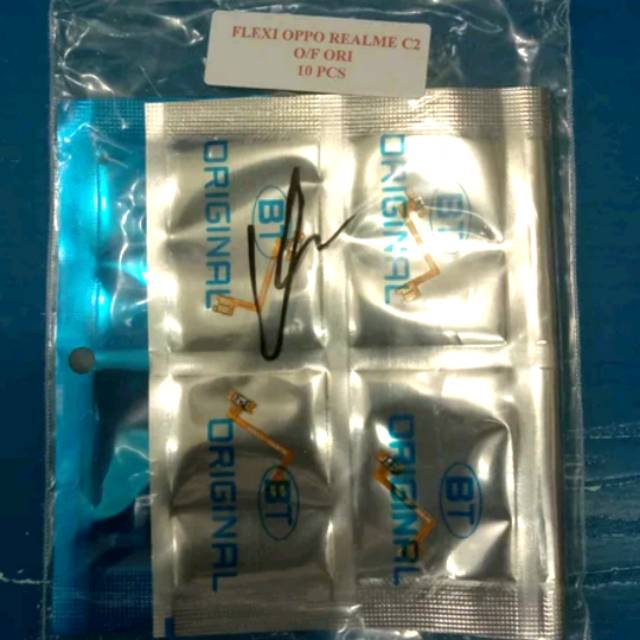 FLEXI OPPO REALME C2
O/F ORI
10 PCS
ORIGINAL
BT
ORIGINAL
BT
ORIGINAL
BT
ORIGINAL
BT